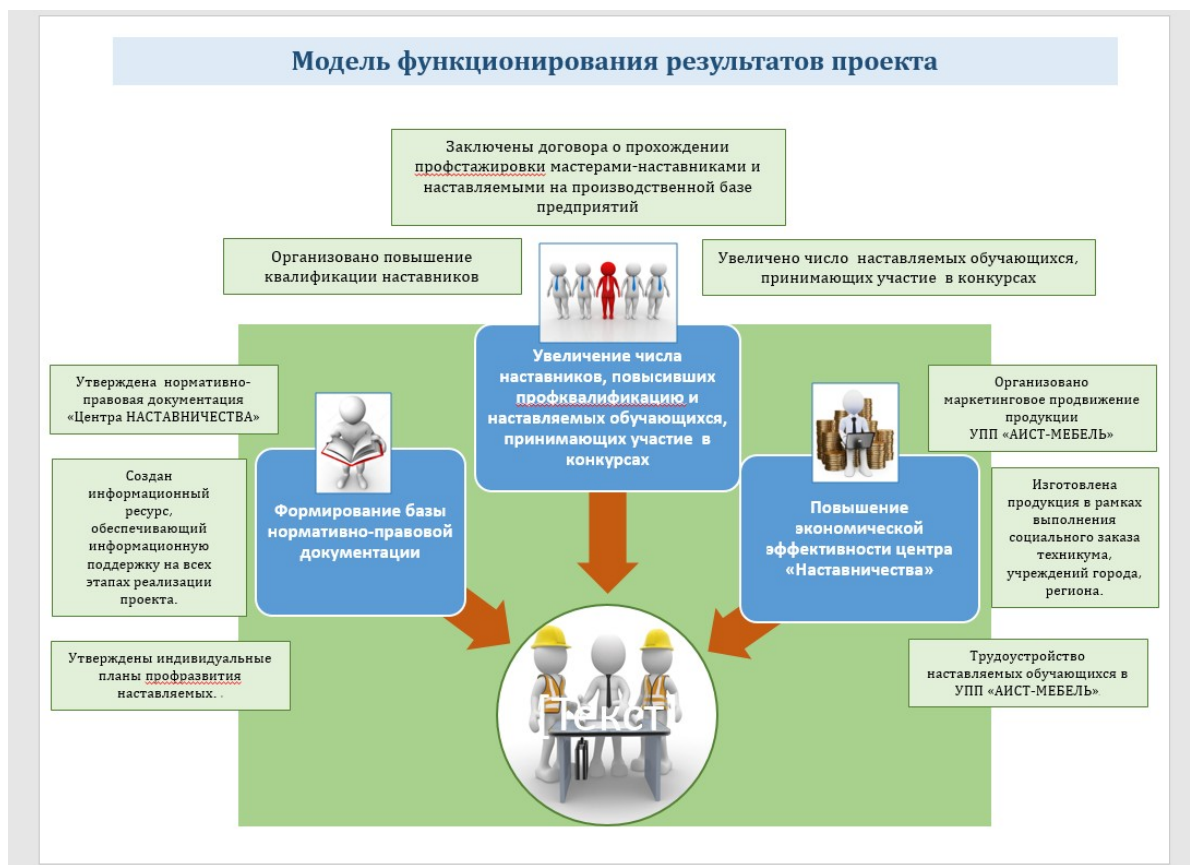 Модель функционирования результатов проекта
Заключены договора о прохождении
профстажировки мастерами-наставниками и
наставляемыми на производственной базе
предприятий
Организовано повышение
квалификации наставников
Увеличено число наставляемых обучающихся,
принимающих участие в конкурсах
Увеличение числа
наставников, повысивших
профквалификацию и
наставляемых обучающихся,
принимающих участие в
конкурсах
Утверждена нормативно-
правовая документация
«Центра НАСТАВНИЧЕСТВА»
Организовано
маркетинговое продвижение
продукции
УПП «АИСТ-МЕБЕЛЬ»
Создан
информационный
ресурс,
обеспечивающий
информационную
поддержку на всех
этапах реализации
проекта.
Формирование базы
нормативно-правовой
документации
Повышение
экономической
эффективности центра
«Наставничества»
Изготовлена
продукция в рамках
выполнения
социального заказа
техникума,
учреждений города,
региона.
Утверждены индивидуальные
планы профразвития
наставляемых. .
Трудоустройство
наставляемых обучающихся в
УПП «АИСТ-МЕБЕЛЬ»
[Текст]